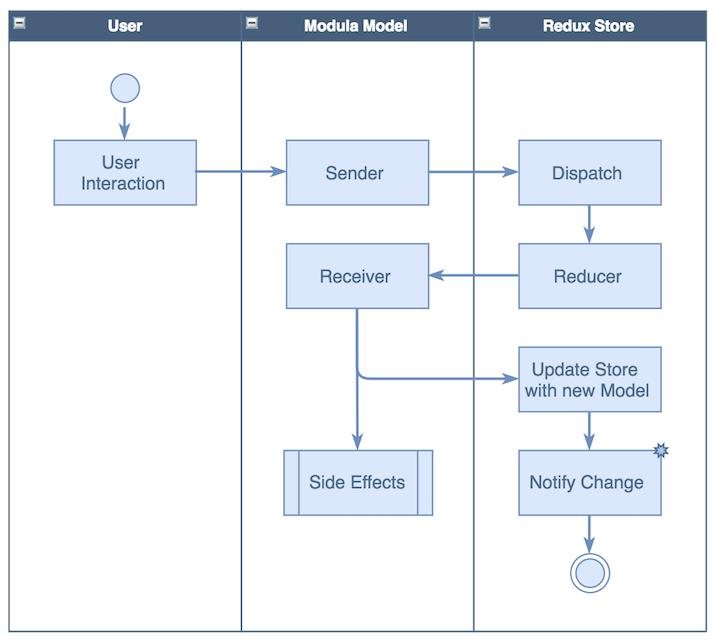 User
Modula Model
Redux Store
User
Interaction
Sender
Dispatch
Receiver
Reducer
Update Store
with new Model
Side Effects
Notify Change